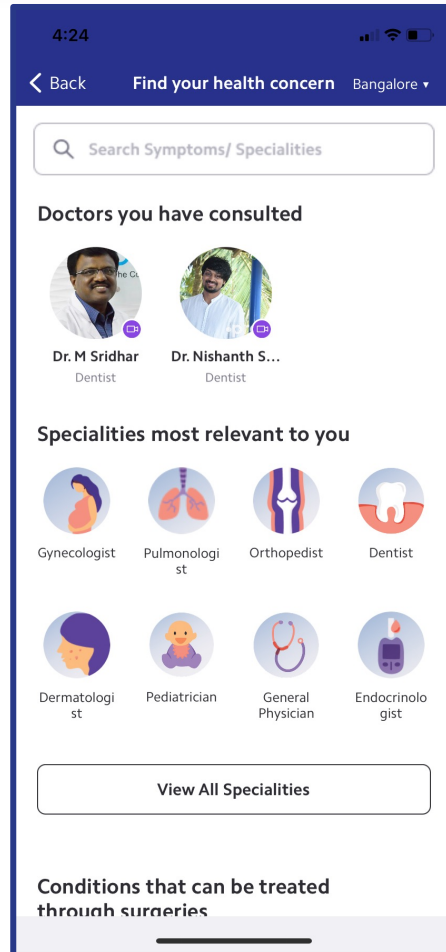 4:24
Back Find your health concern Bangalore ▾
Search Symptoms/ Specialities
Doctors you have consulted
he Co
Dr. M Sridhar Dr. Nishanth S...
Dentist Dentist
Specialities most relevant to you
Gynecologist Pulmonologi Orthopedist Dentist
st
Dermatologi Pediatrician General Endocrinolo
st Physician gist
View All Specialities
Conditions that can be treated
through surgeries